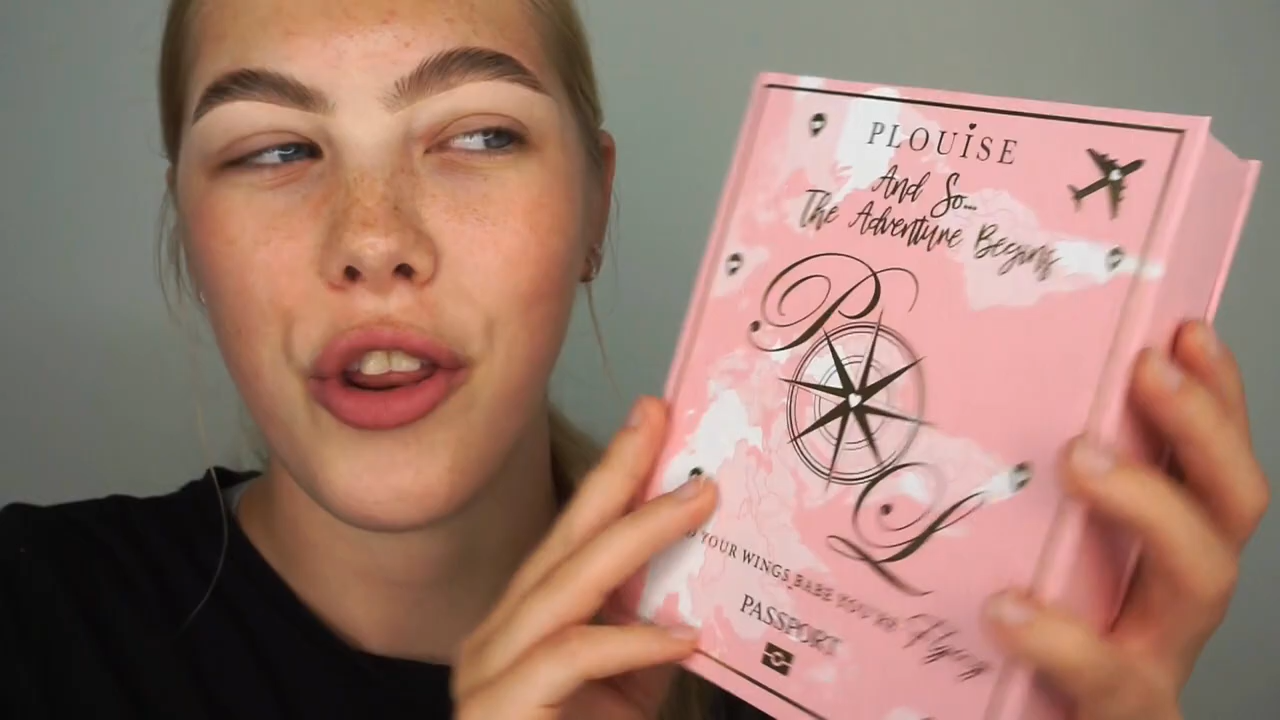 PLOUISE
And So...
The Adventure Begins
P
L
YOUR WINGS BABE YOU'RE Flying
PASSPORT